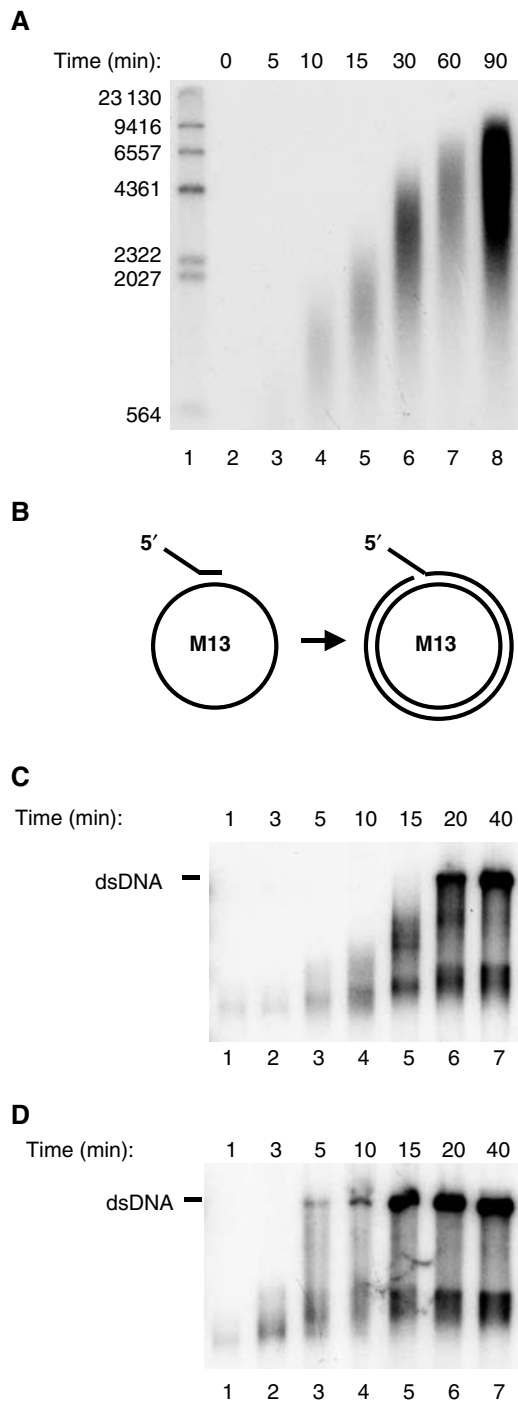 A
Time (min): 0 5 10 15 30 60 90
23 130
9416
6557
4361
2322
2027
564
1 2 3 4 5 6 7 8
B
5′ 5′
M13 M13
C
Time (min): 1 3 5 10 15 20 40
dsDNA
1 2 3 4 5 6 7
D
Time (min): 1 3 5 10 15 20 40
dsDNA
1 2 3 4 5 6 7